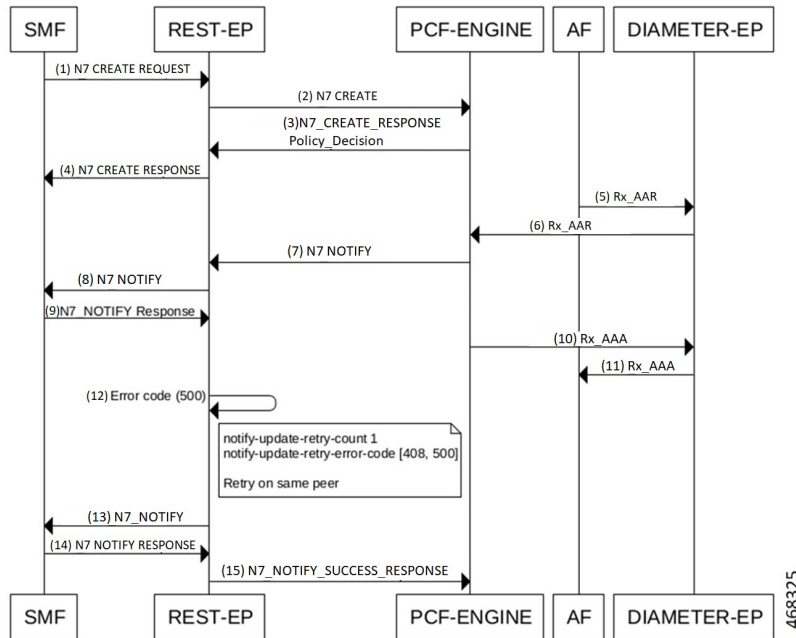 SMF
REST-EP
PCF-ENGINE
AF
DIAMETER-EP
(1) N7 CREATE REQUEST
(2) N7 CREATE
(3)N7_CREATE_RESPONSE
Policy_Decision
(4) N7 CREATE RESPONSE
(5) Rx_AAR
(6) Rx_AAR
(7) N7 NOTIFY
(8) N7 NOTIFY
(9)N7_NOTIFY Response
(10) Rx_AAA
(11) Rx_AAA
(12) Error code (500)
notify-update-retry-count 1
notify-update-retry-error-code [408, 500]
Retry on same peer
(13) N7_NOTIFY
(14) N7 NOTIFY RESPONSE
(15) N7_NOTIFY_SUCCESS_RESPONSE
SMF
REST-EP
PCF-ENGINE
AF
DIAMETER-EP
468325